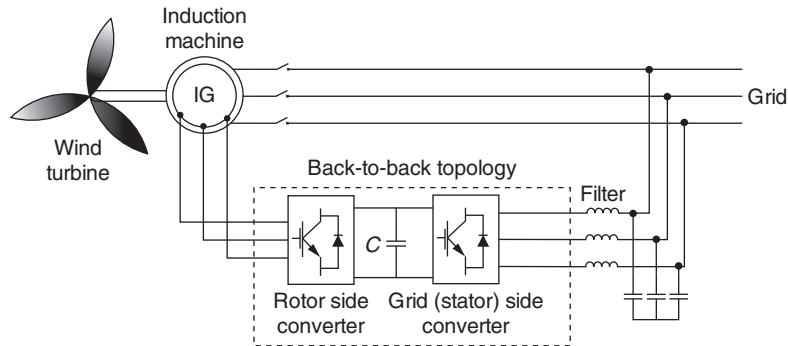 Induction
machine
IG
Grid
Wind
turbine
Back-to-back topology
Filter
C
Rotor side
converter
Grid (stator) side
converter